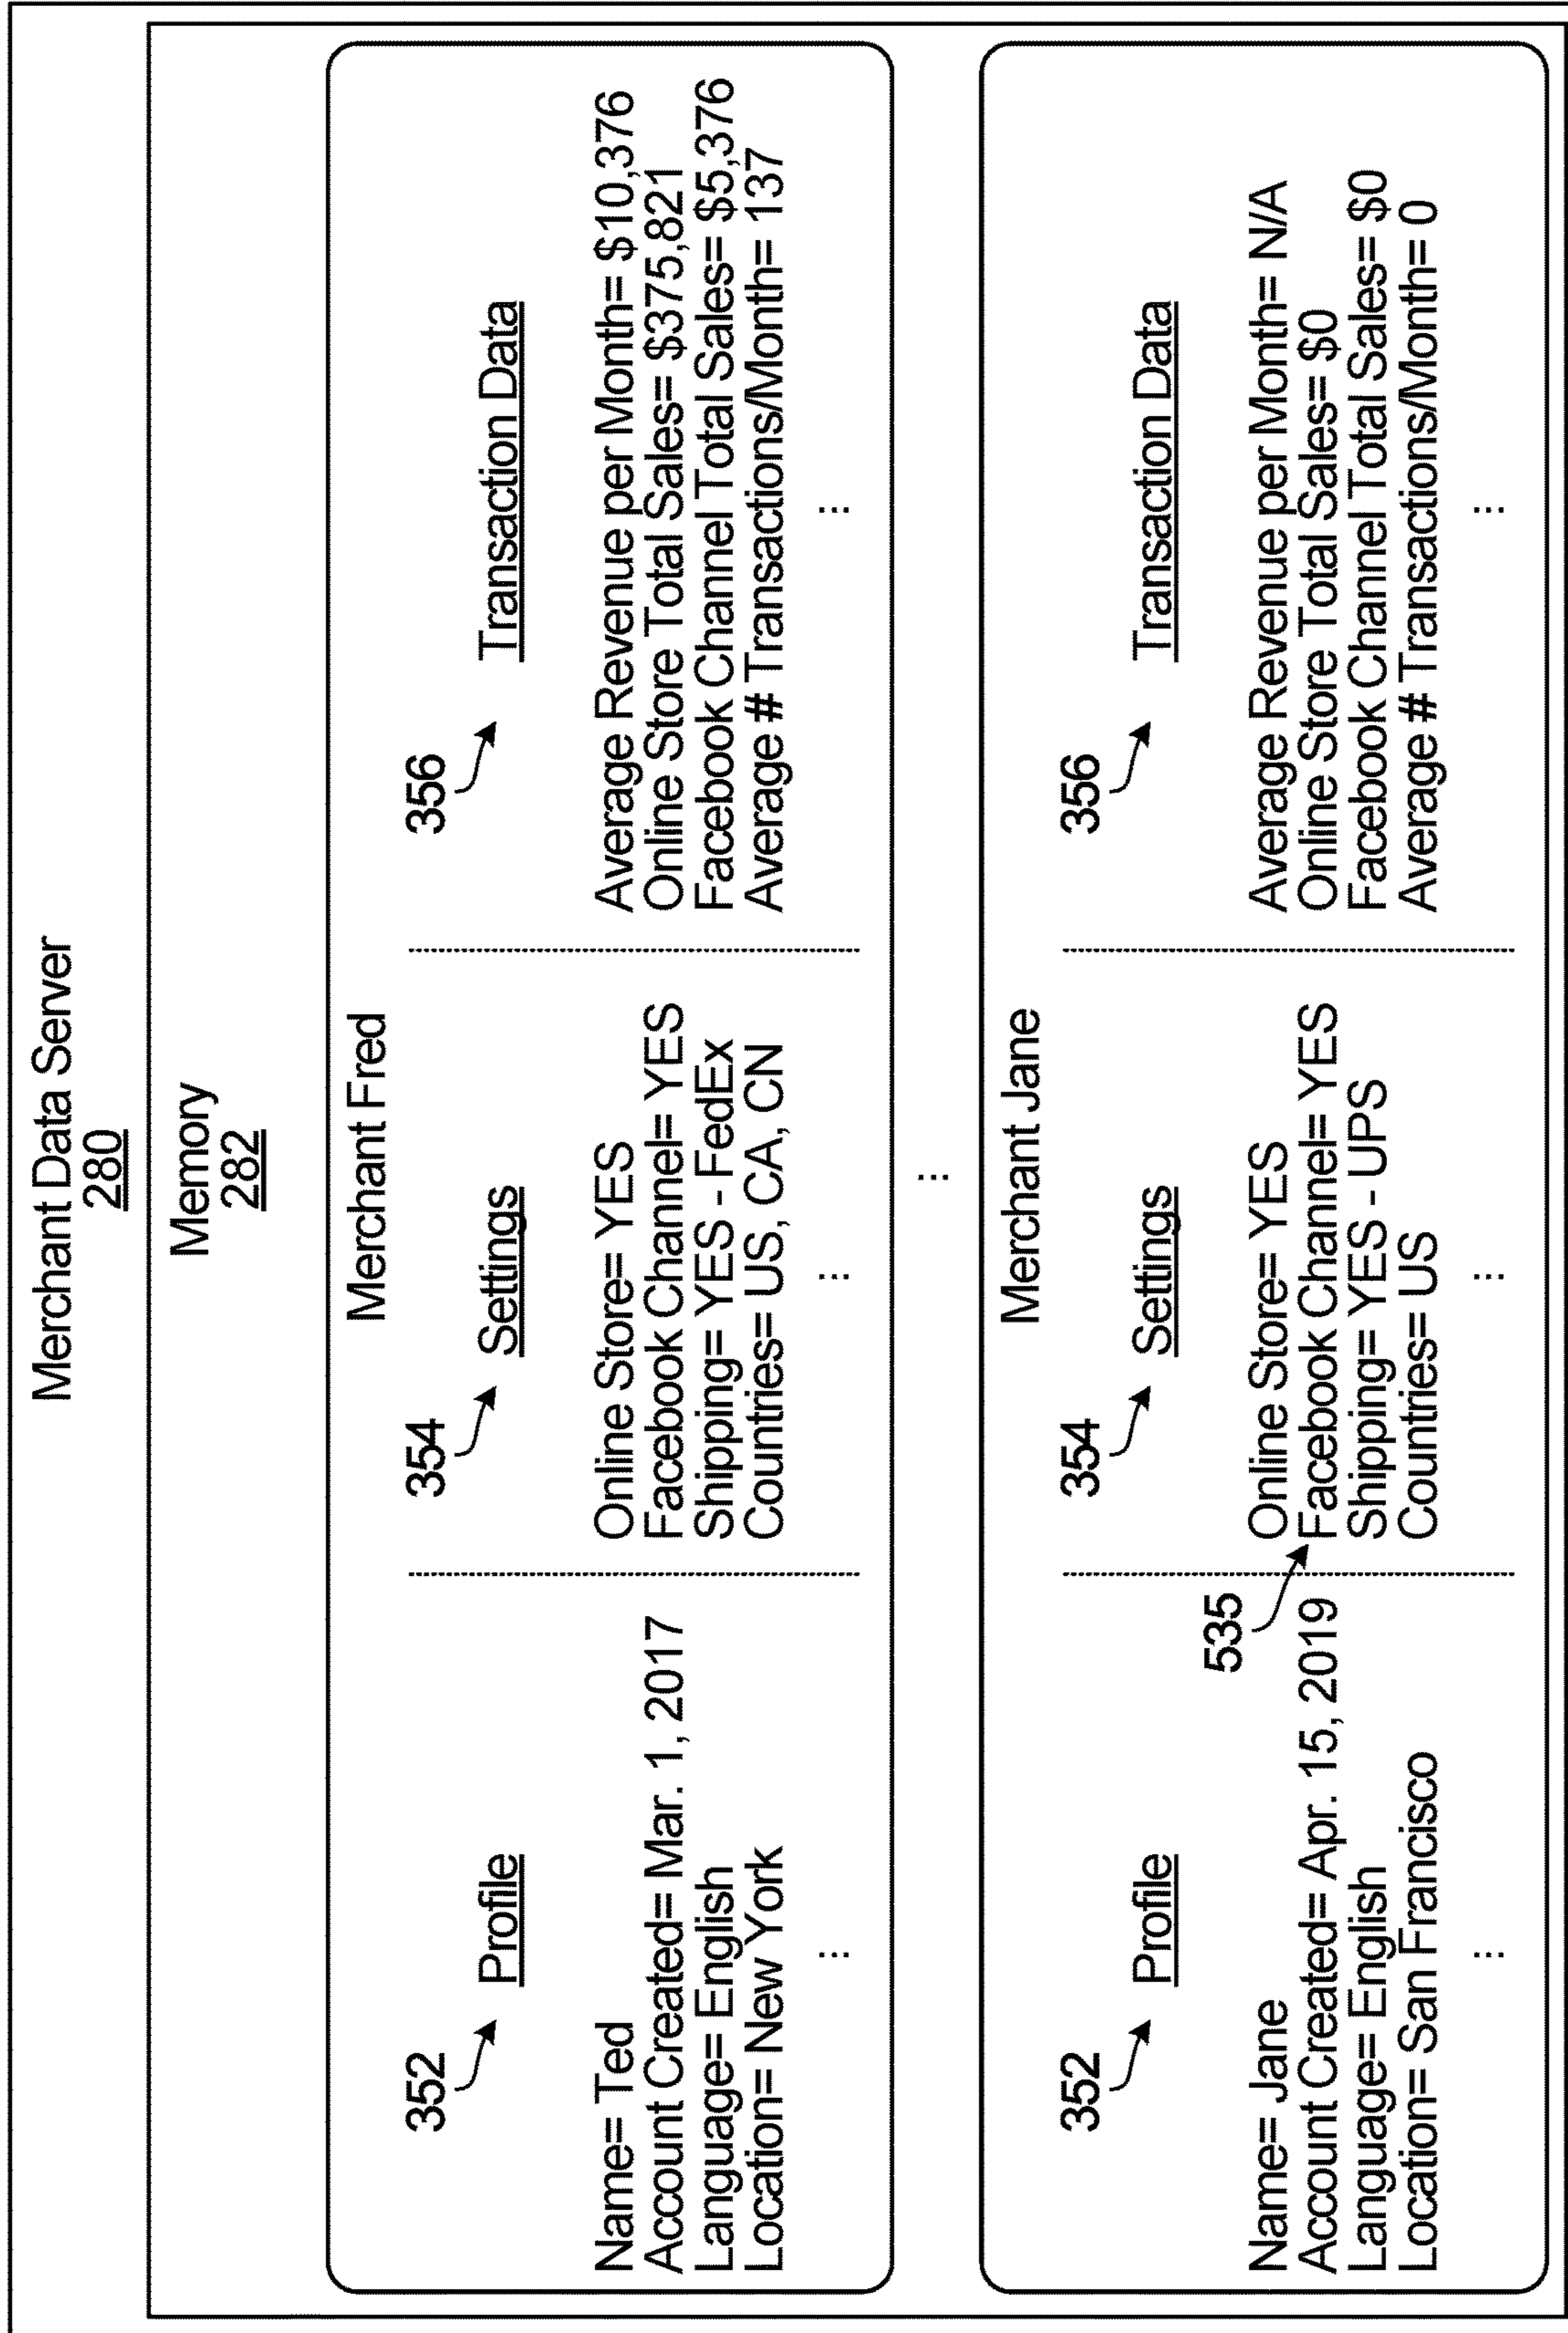 Merchant Data Server
280
Memory
282
Merchant Fred
352
Profile
Name= Ted
Account Created= Mar. 1, 2017
Language= English
Location= New York
...
354
Settings
Online Store= YES
Facebook Channel= YES
Shipping= YES - FedEx
Countries= US, CA, CN
...
356
Transaction Data
Average Revenue per Month= $10,376
Online Store Total Sales= $375,821
Facebook Channel Total Sales= $5,376
Average # Transactions/Month= 137
...
...
Merchant Jane
352
Profile
Name= Jane
Account Created= Apr. 15, 2019
Language= English
Location= San Francisco
...
354
Settings
535
Online Store= YES
Facebook Channel= YES
Shipping= YES - UPS
Countries= US
...
356
Transaction Data
Average Revenue per Month= N/A
Online Store Total Sales= $0
Facebook Channel Total Sales= $0
Average # Transactions/Month= 0
...